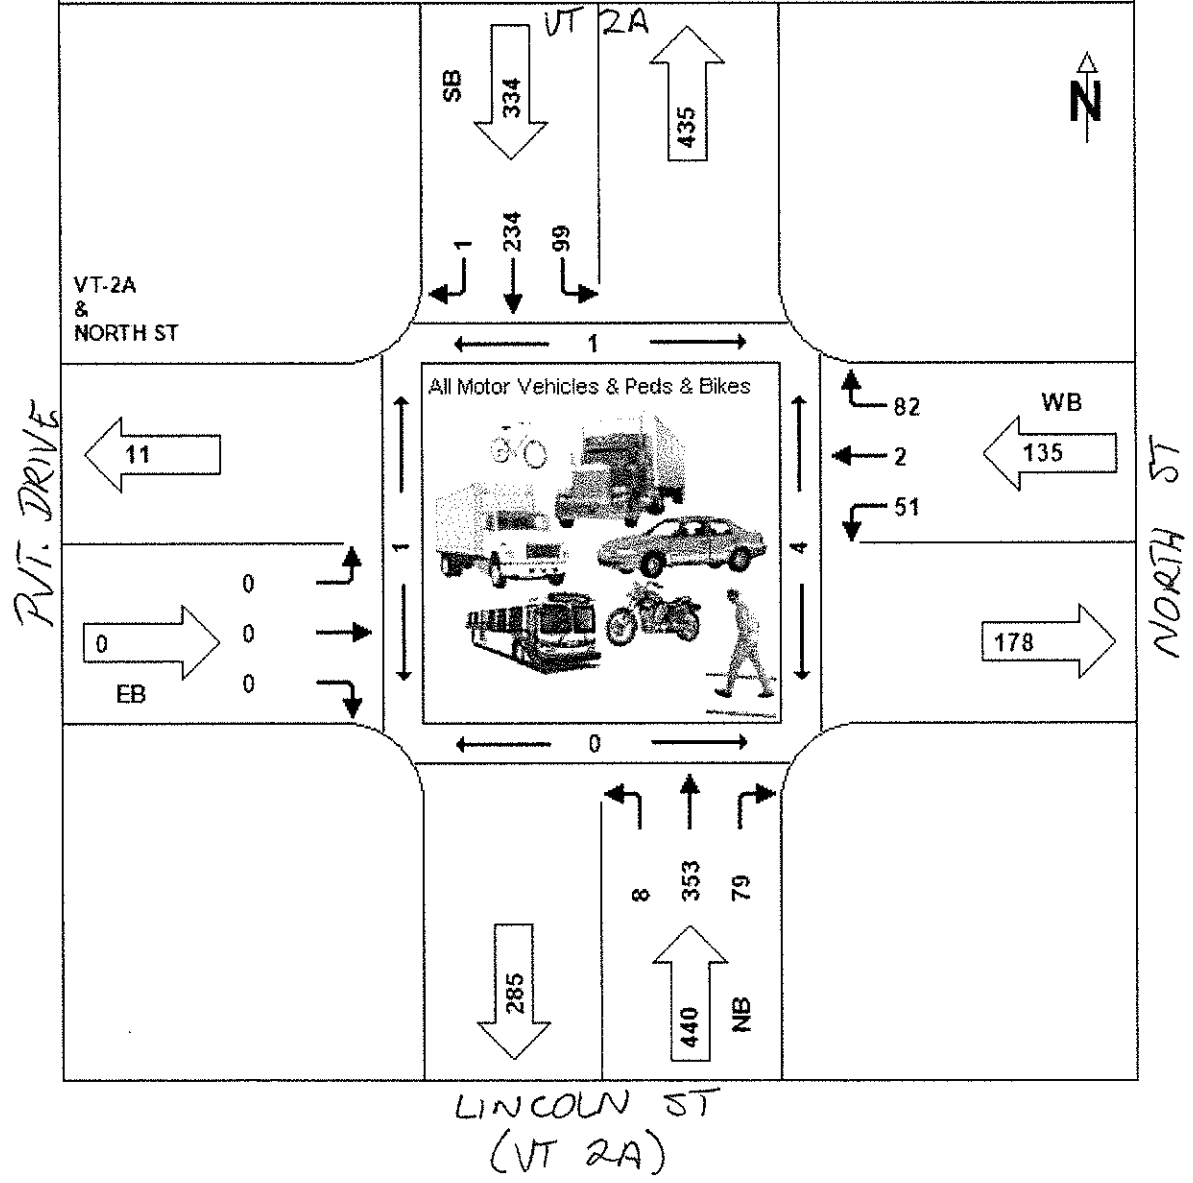 VT 2A
SB
334
435
N
1
234
99
VT-2A
&
NORTH ST
1
All Motor Vehicles & Peds & Bikes
82
WB
11
2
135
51
PVT. DRIVE
1
4
NORTH ST
0
0
0
178
EB
0
0
8
353
79
285
440
NB
LINCOLN ST
(VT 2A)